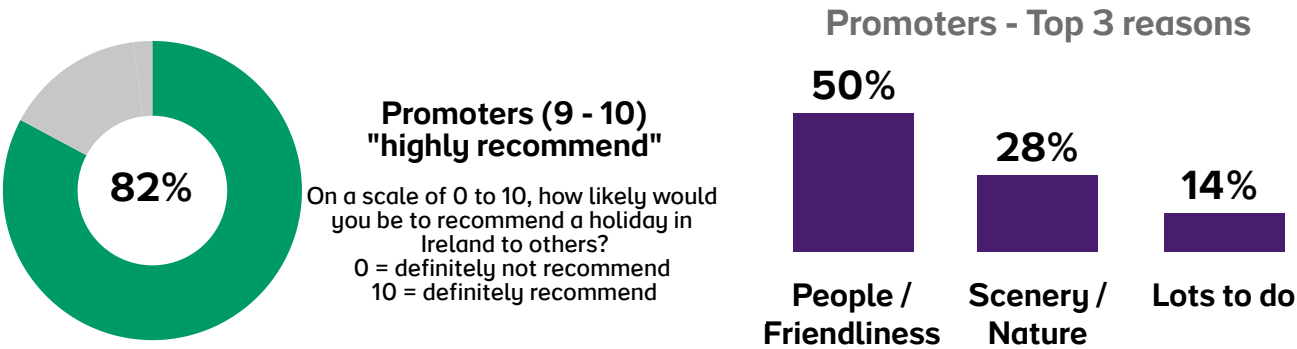 82%
Promoters (9 - 10)
"highly recommend"
On a scale of 0 to 10, how likely would
you be to recommend a holiday in
Ireland to others?
0 = definitely not recommend
10 = definitely recommend
Promoters - Top 3 reasons
50%
28%
14%
People /
Friendliness
Scenery /
Nature
Lots to do